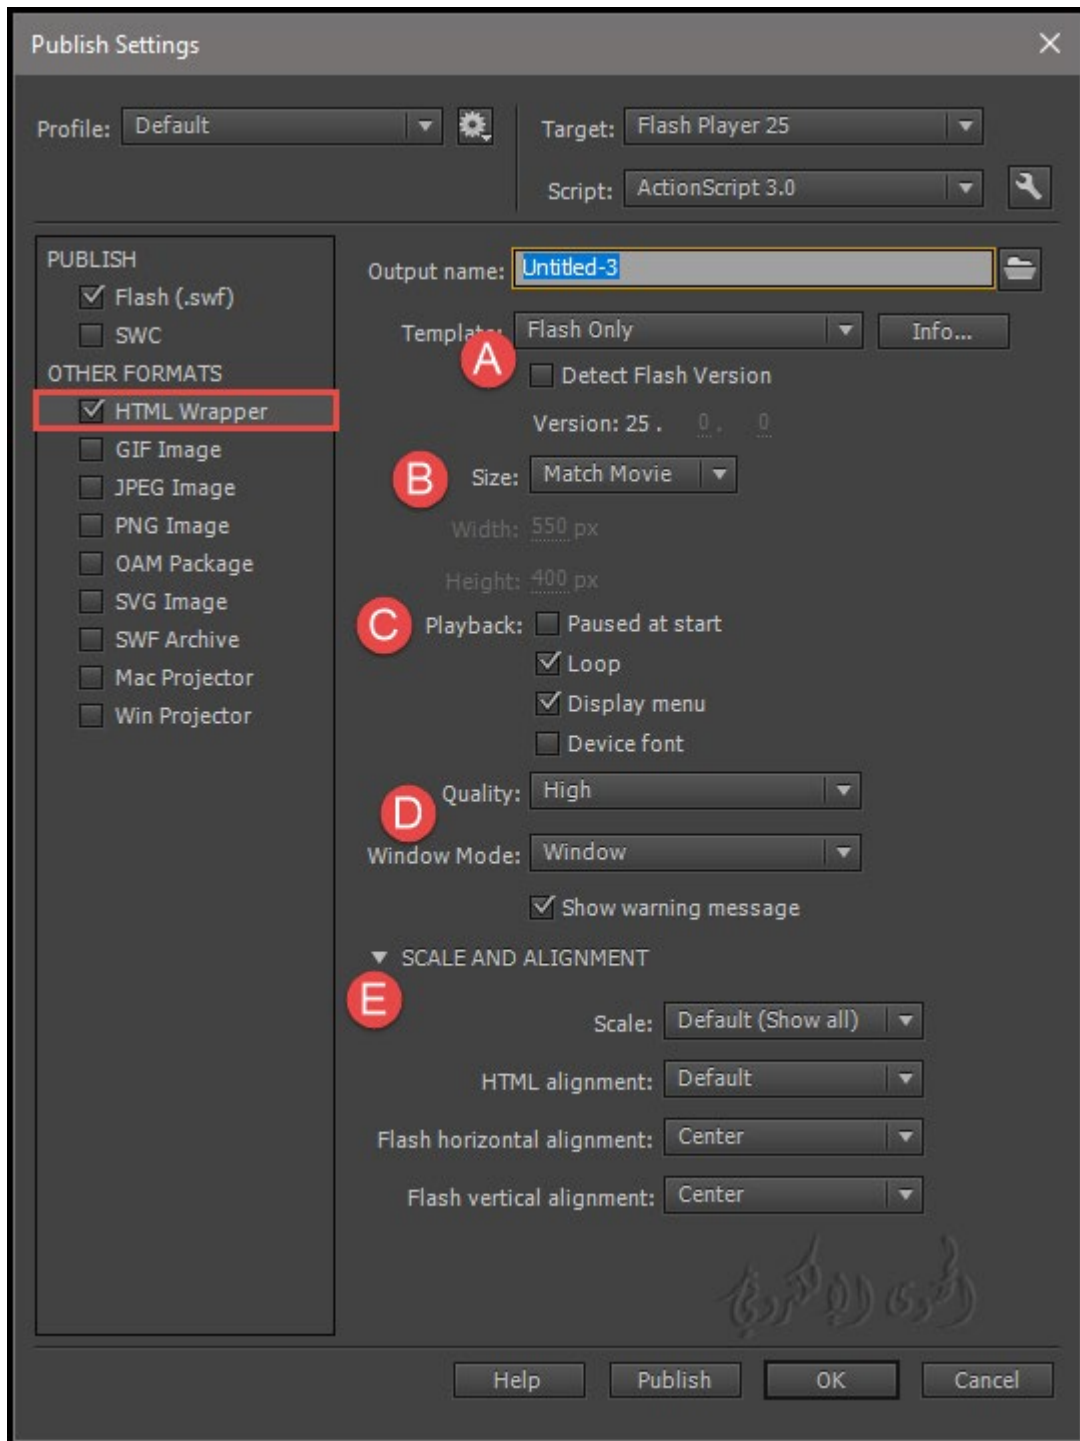 Publish Settings
Profile: Default
Target: Flash Player 25
Script: ActionScript 3.0
PUBLISH
Flash (.swf)
SWC
OTHER FORMATS
HTML Wrapper
GIF Image
JPEG Image
PNG Image
OAM Package
SVG Image
SWF Archive
Mac Projector
Win Projector
Output name: Untitled-3
Template: Flash Only Info...
A
Detect Flash Version
Version: 25 . 0 . 0
B Size: Match Movie
Width: 550 px
Height: 400 px
C Playback: Paused at start
Loop
Display menu
Device font
Quality: High
D
Window Mode: Window
Show warning message
SCALE AND ALIGNMENT
E
Scale: Default (Show all)
HTML alignment: Default
Flash horizontal alignment: Center
Flash vertical alignment: Center
المحتوى الإلكتروني
Help Publish OK Cancel